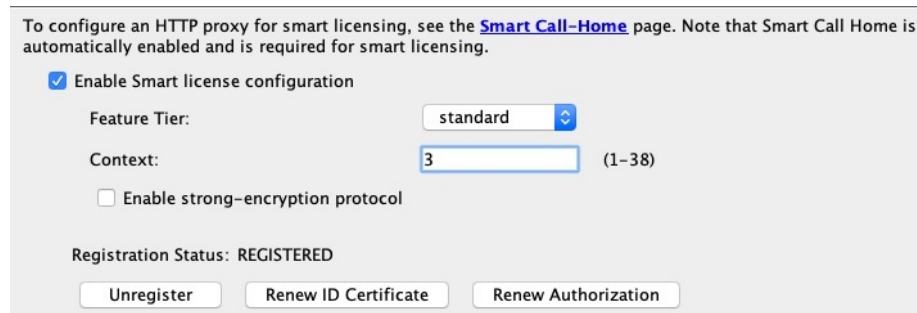 To configure an HTTP proxy for smart licensing, see the Smart Call-Home page. Note that Smart Call Home is
automatically enabled and is required for smart licensing.
Enable Smart license configuration
Feature Tier: standard
Context: 3 (1-38)
Enable strong-encryption protocol
Registration Status: REGISTERED
Unregister Renew ID Certificate Renew Authorization